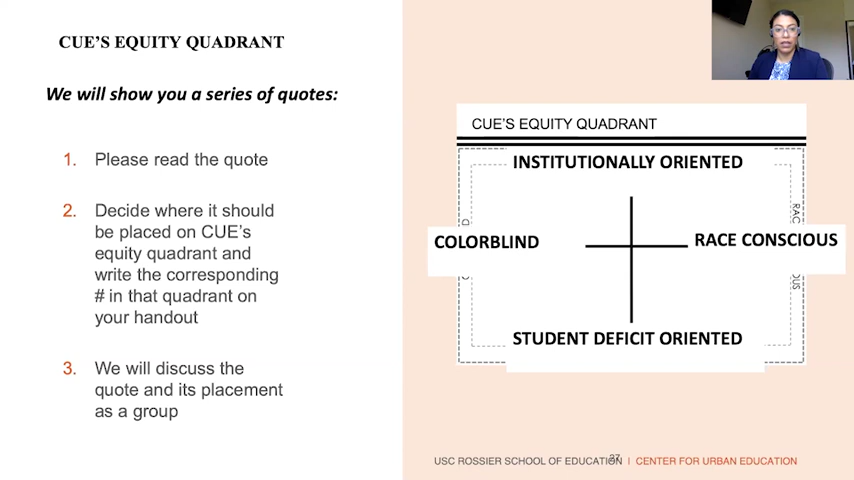 CUE'S EQUITY QUADRANT
We will show you a series of quotes:
1. Please read the quote
2. Decide where it should
be placed on CUE's
equity quadrant and
write the corresponding
# in that quadrant on
your handout
3. We will discuss the
quote and its placement
as a group
CUE'S EQUITY QUADRANT
INSTITUTIONALLY ORIENTED
COLORBLIND
RACE CONSCIOUS
STUDENT DEFICIT ORIENTED
USC ROSSIER SCHOOL OF EDUCATION | CENTER FOR URBAN EDUCATION